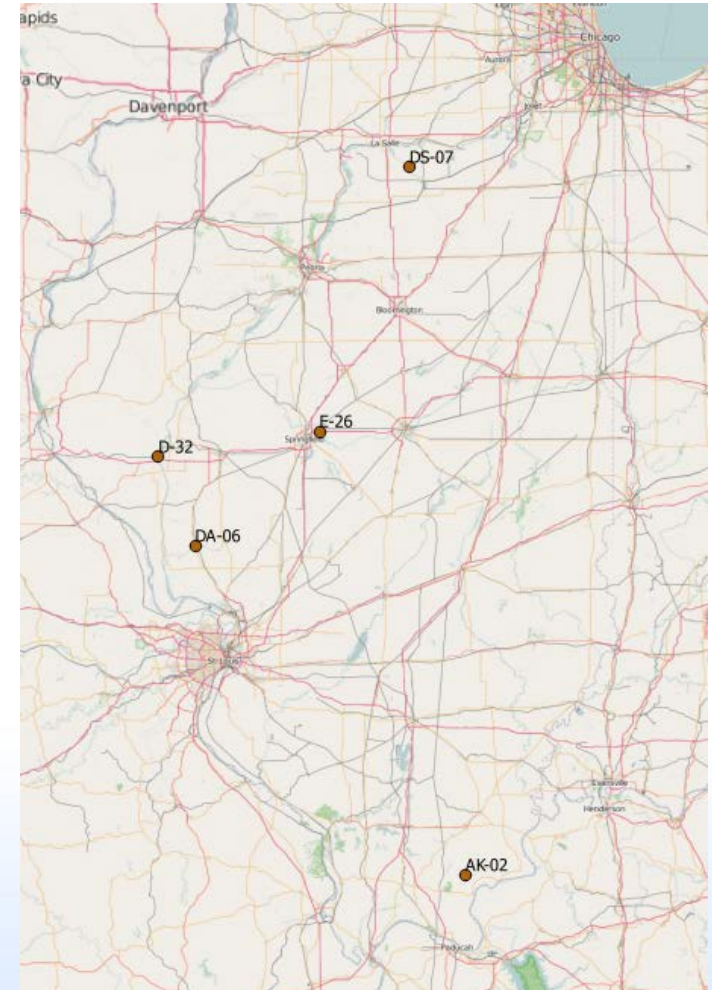 apids
Chicago
Aurora
a City
Davenport
Joliet
La Salle
DS-07
Peoria
Bloomington
E-26
Springfield
D-32
DA-06
St. Louis
Evansville
Henderson
AK-02
Paducah